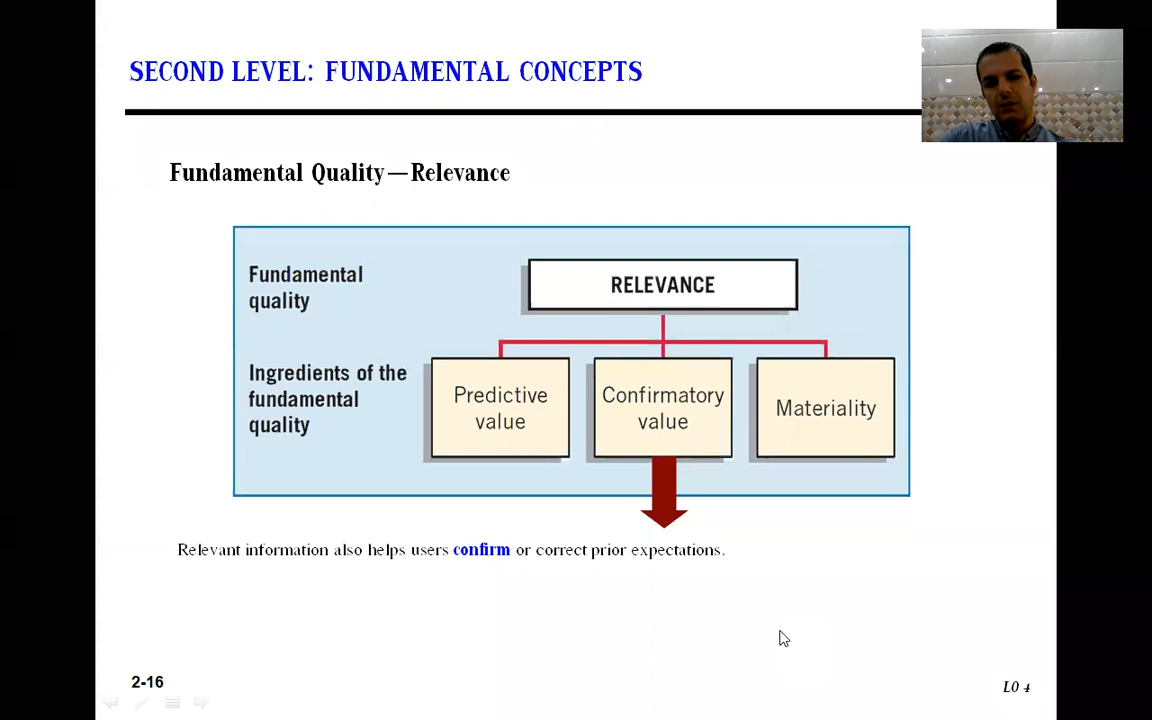 SECOND LEVEL: FUNDAMENTAL CONCEPTS
Fundamental Quality—Relevance
Fundamental
quality
RELEVANCE
Ingredients of the
fundamental
quality
Predictive
value
Confirmatory
value
Materiality
Relevant information also helps users confirm or correct prior expectations.
2-16
LO 4